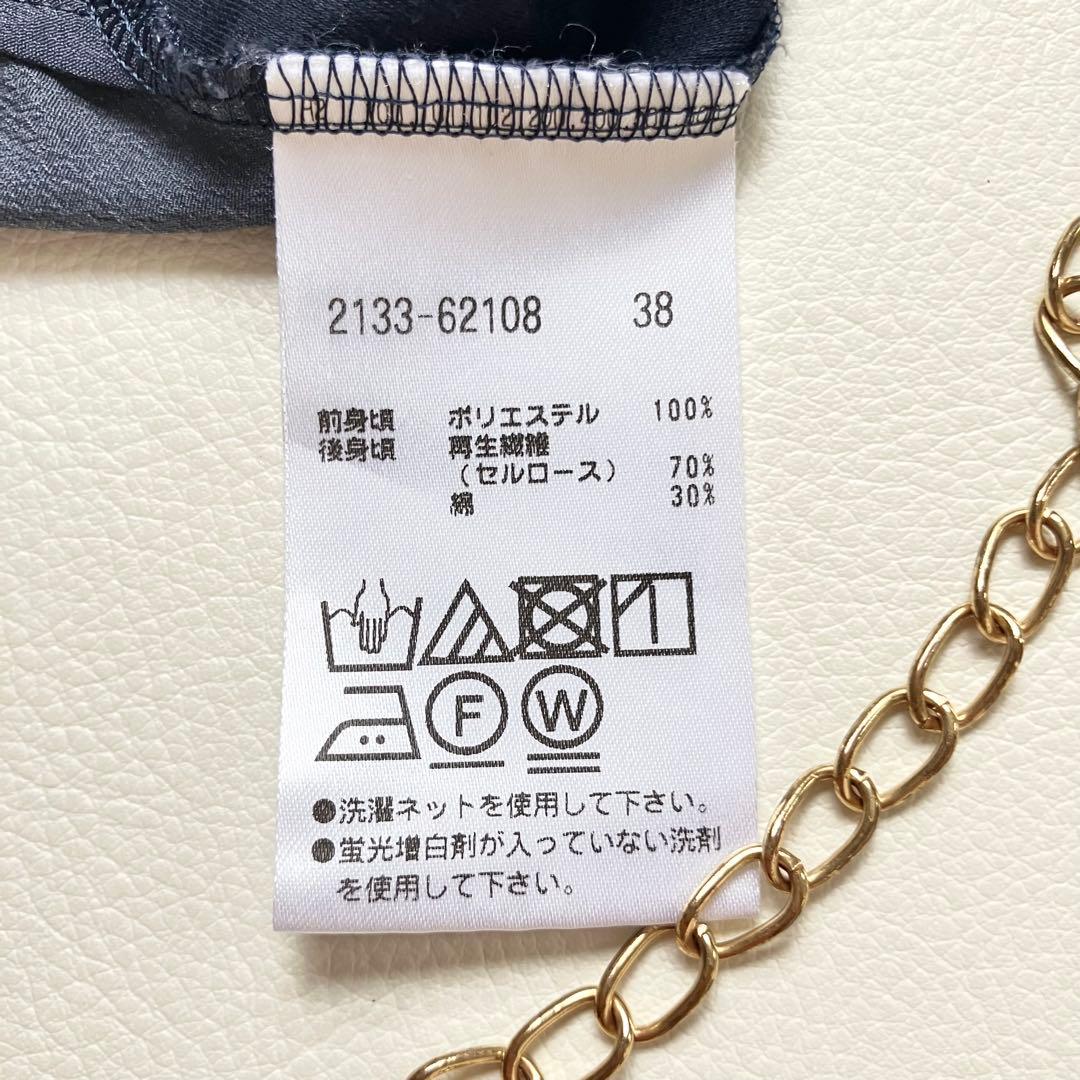 2133-62108 38
前身頃 ポリエステル 100%
後身頃 再生繊維
(セルロース) 70%
綿 30%
F W
●洗濯ネットを使用して下さい。
●蛍光増白剤が入っていない洗剤
を使用して下さい。